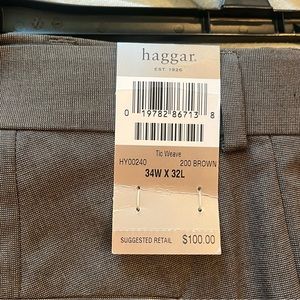 haggar.
EST. 1926
0 19782 86713 8
Tic Weave
HY00240 200 BROWN
34W X 32L
SUGGESTED RETAIL $100.00